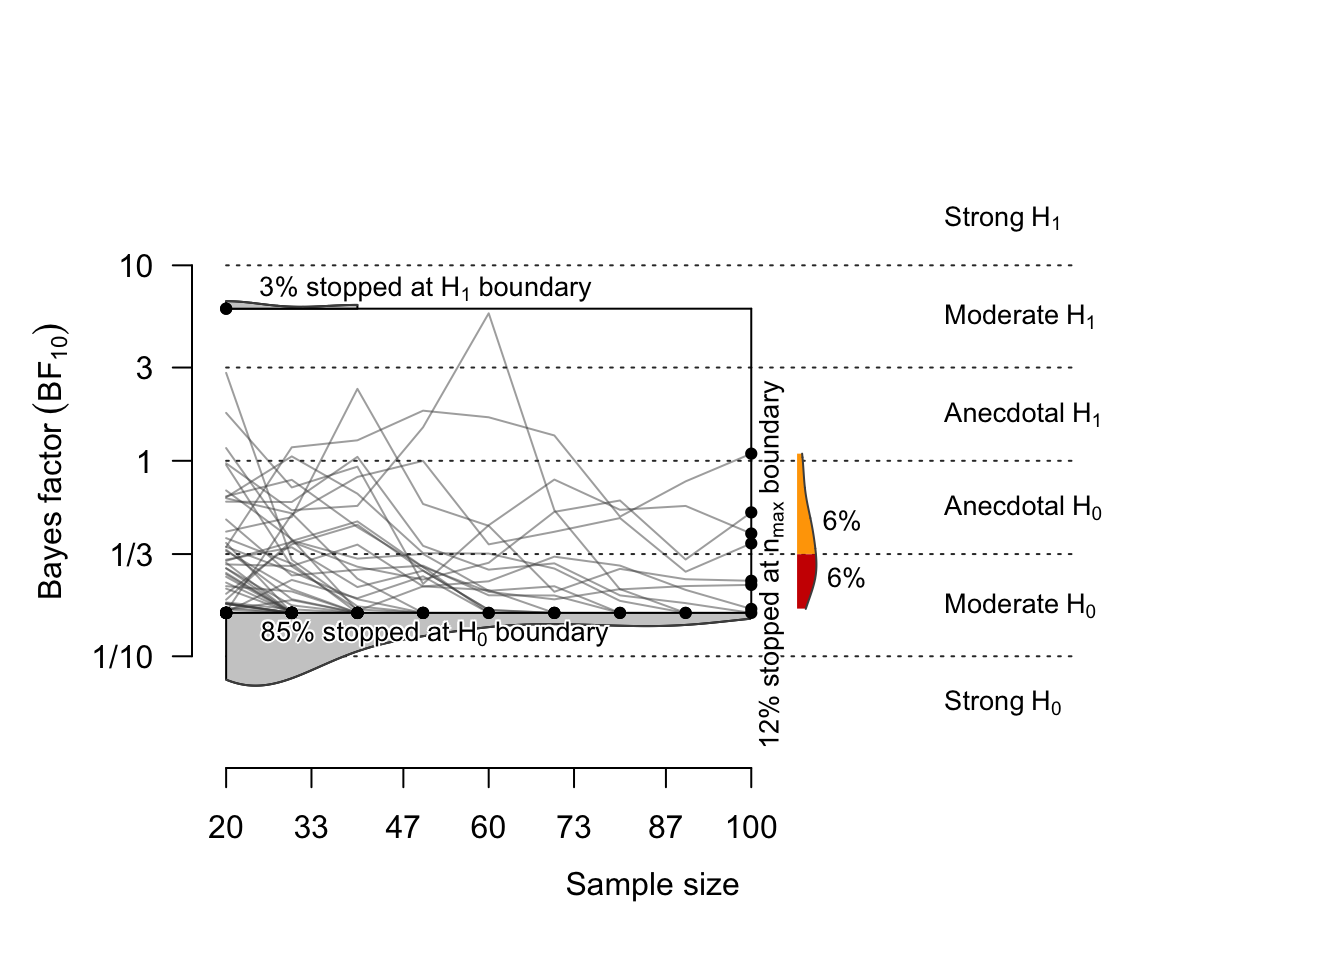 Strong H₁
10
3% stopped at H₁ boundary
Moderate H₁
3
Anecdotal H₁
1
Anecdotal H₀
6%
1/3
6%
Moderate H₀
85% stopped at H₀ boundary
1/10
Strong H₀
Bayes factor (BF₁₀)
12% stopped at nmax boundary
20 33 47 60 73 87 100
Sample size